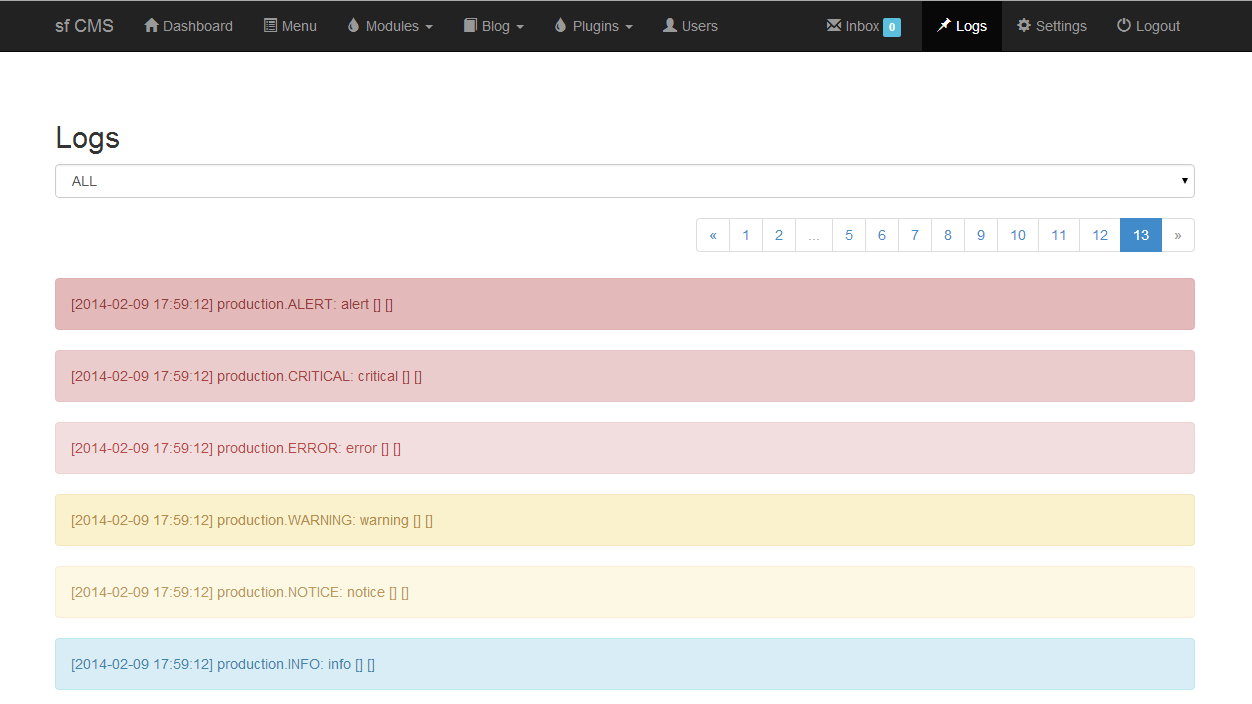 sf CMS Dashboard Menu Modules Blog Plugins Users Inbox 0 Logs Settings Logout
Logs
ALL
« 1 2 ... 5 6 7 8 9 10 11 12 13 »
[2014-02-09 17:59:12] production.ALERT: alert [] []
[2014-02-09 17:59:12] production.CRITICAL: critical [] []
[2014-02-09 17:59:12] production.ERROR: error [] []
[2014-02-09 17:59:12] production.WARNING: warning [] []
[2014-02-09 17:59:12] production.NOTICE: notice [] []
[2014-02-09 17:59:12] production.INFO: info [] []